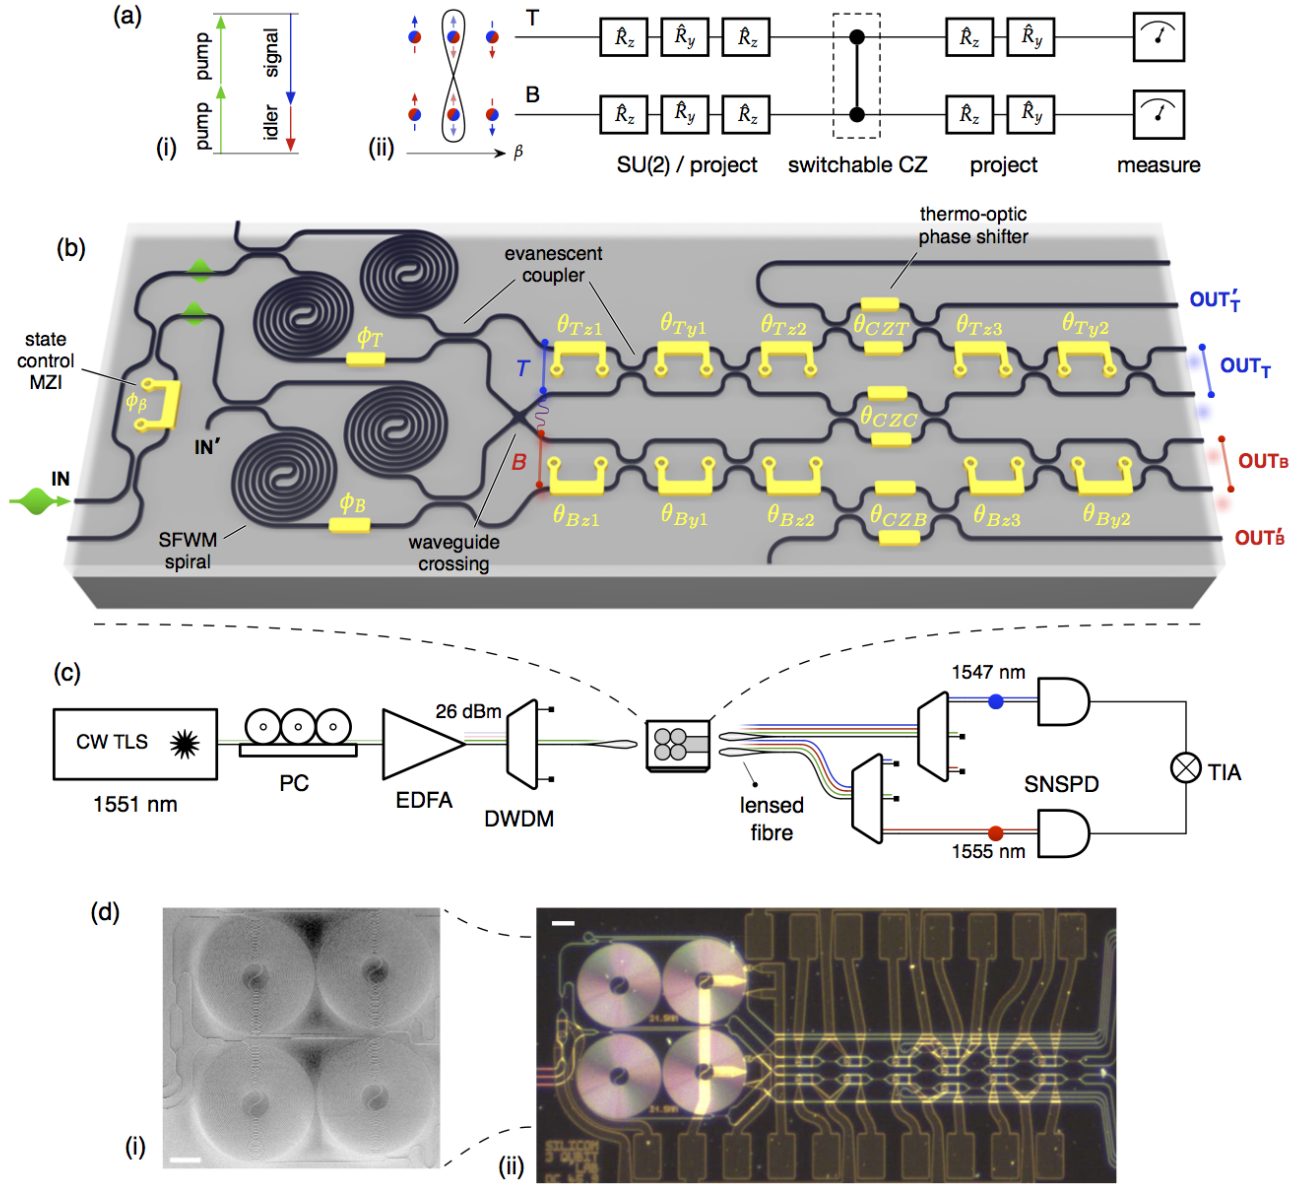 (a)
pump
pump
signal
idler
(i)
(ii)
β
T
B
R̂z
R̂y
R̂z
R̂z
R̂y
R̂z
R̂y
R̂z
R̂z
R̂y
SU(2) / project
switchable CZ
project
measure
(b)
state
control
MZI
ϕβ
IN
IN′
SFWM
spiral
ϕT
ϕB
evanescent
coupler
waveguide
crossing
thermo-optic
phase shifter
T
B
θTz1
θTy1
θTz2
θCZT
θTz3
θTy2
θCZC
θBz1
θBy1
θBz2
θCZB
θBz3
θBy2
OUT′T
OUTT
OUTB
OUT′B
(c)
CW TLS
1551 nm
PC
EDFA
26 dBm
DWDM
lensed
fibre
1547 nm
SNSPD
1555 nm
TIA
(d)
(i)
(ii)
SILICON
3 QUBIT